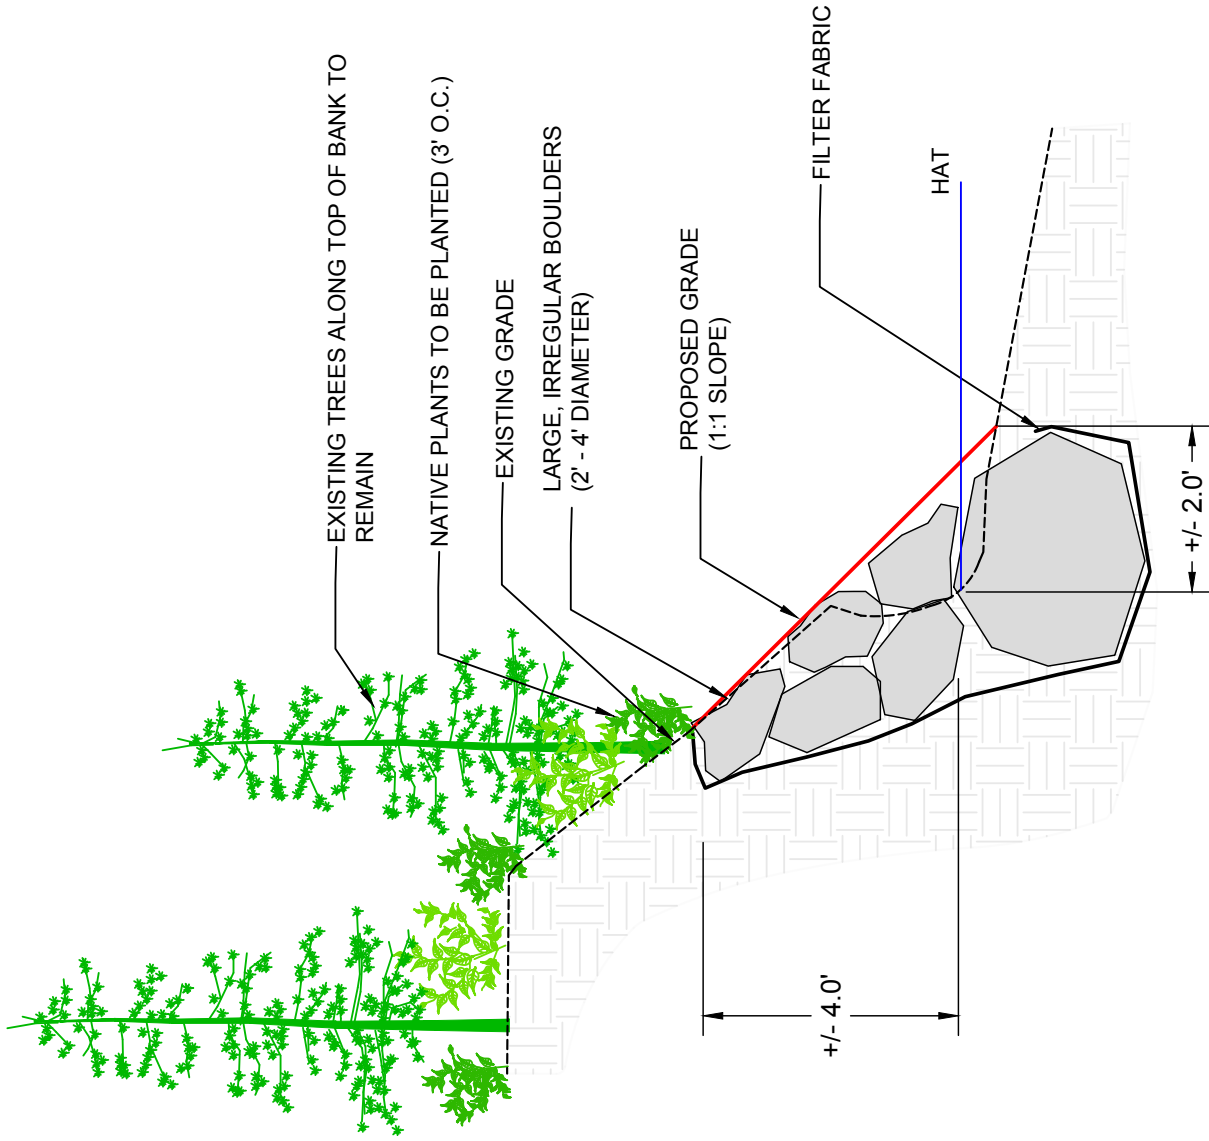 EXISTING TREES ALONG TOP OF BANK TO
REMAIN
NATIVE PLANTS TO BE PLANTED (3' O.C.)
EXISTING GRADE
LARGE, IRREGULAR BOULDERS
(2' - 4' DIAMETER)
PROPOSED GRADE
(1:1 SLOPE)
FILTER FABRIC
HAT
+/- 4.0'
+/- 2.0'